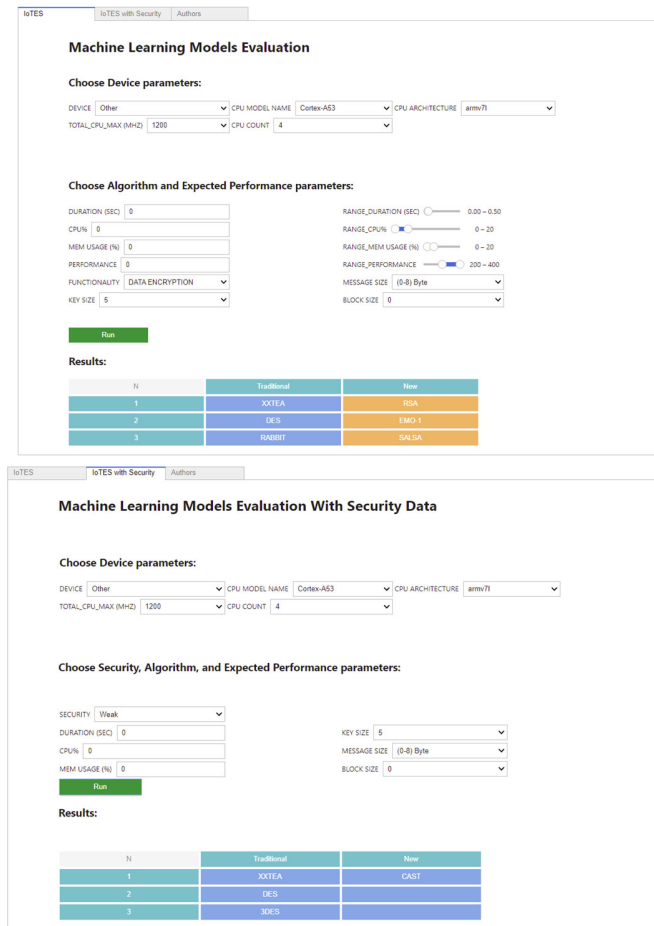 IoTES IoTES with Security Authors
Machine Learning Models Evaluation
Choose Device parameters:
DEVICE Other CPU MODEL NAME Cortex-A53 CPU ARCHITECTURE armv7l
TOTAL_CPU_MAX (MHZ) 1200 CPU COUNT 4
Choose Algorithm and Expected Performance parameters:
DURATION (SEC) 0 RANGE_DURATION (SEC) 0.00 – 0.50
CPU% 0 RANGE_CPU% 0 – 20
MEM USAGE (%) 0 RANGE_MEM USAGE (%) 0 – 20
PERFORMANCE 0 RANGE_PERFORMANCE 200 – 400
FUNCTIONALITY DATA ENCRYPTION MESSAGE SIZE (0-8) Byte
KEY SIZE 5 BLOCK SIZE 0
Run
Results:
N Traditional New
1 XXTEA RSA
2 DES EMO-1
3 RABBIT SALSA
IoTES IoTES with Security Authors
Machine Learning Models Evaluation With Security Data
Choose Device parameters:
DEVICE Other CPU MODEL NAME Cortex-A53 CPU ARCHITECTURE armv7l
TOTAL_CPU_MAX (MHZ) 1200 CPU COUNT 4
Choose Security, Algorithm, and Expected Performance parameters:
SECURITY Weak
DURATION (SEC) 0 KEY SIZE 5
CPU% 0 MESSAGE SIZE (0-8) Byte
MEM USAGE (%) 0 BLOCK SIZE 0
Run
Results:
N Traditional New
1 XXTEA CAST
2 DES
3 3DES